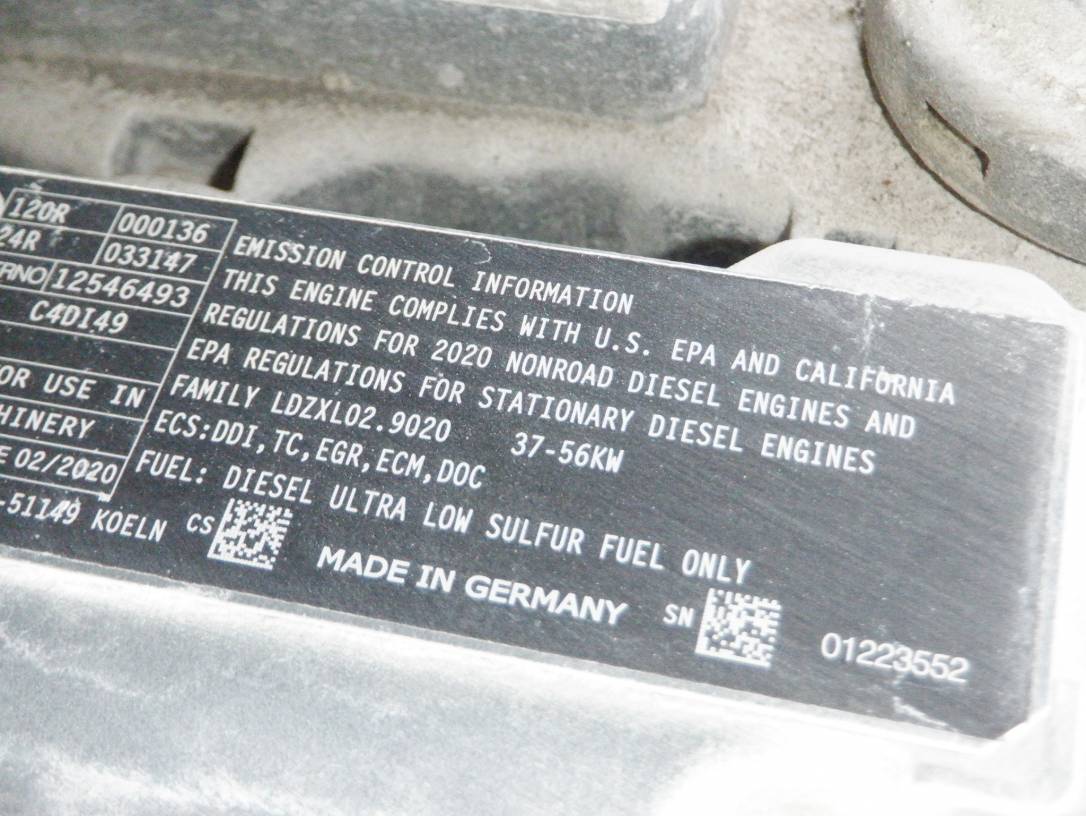 120R 000136
24R 033147
RNO 12546493
C4DI49
OR USE IN
HINERY
E 02/2020
-51149 KOELN
EMISSION CONTROL INFORMATION
THIS ENGINE COMPLIES WITH U.S. EPA AND CALIFORNIA
REGULATIONS FOR 2020 NONROAD DIESEL ENGINES AND
EPA REGULATIONS FOR STATIONARY DIESEL ENGINES
FAMILY LDZXL02.9020 37-56KW
ECS:DDI,TC,EGR,ECM,DOC
FUEL: DIESEL ULTRA LOW SULFUR FUEL ONLY
CS MADE IN GERMANY SN 01223552